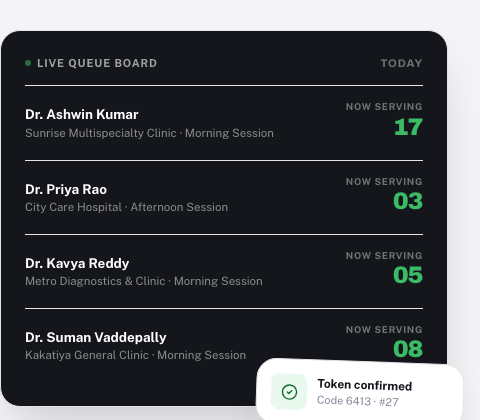 LIVE QUEUE BOARD TODAY
NOW SERVING
Dr. Ashwin Kumar 17
Sunrise Multispecialty Clinic · Morning Session
NOW SERVING
Dr. Priya Rao 03
City Care Hospital · Afternoon Session
NOW SERVING
Dr. Kavya Reddy 05
Metro Diagnostics & Clinic · Morning Session
NOW SERVING
Dr. Suman Vaddepally 08
Kakatiya General Clinic · Morning Session
Token confirmed
Code 6413 · #27